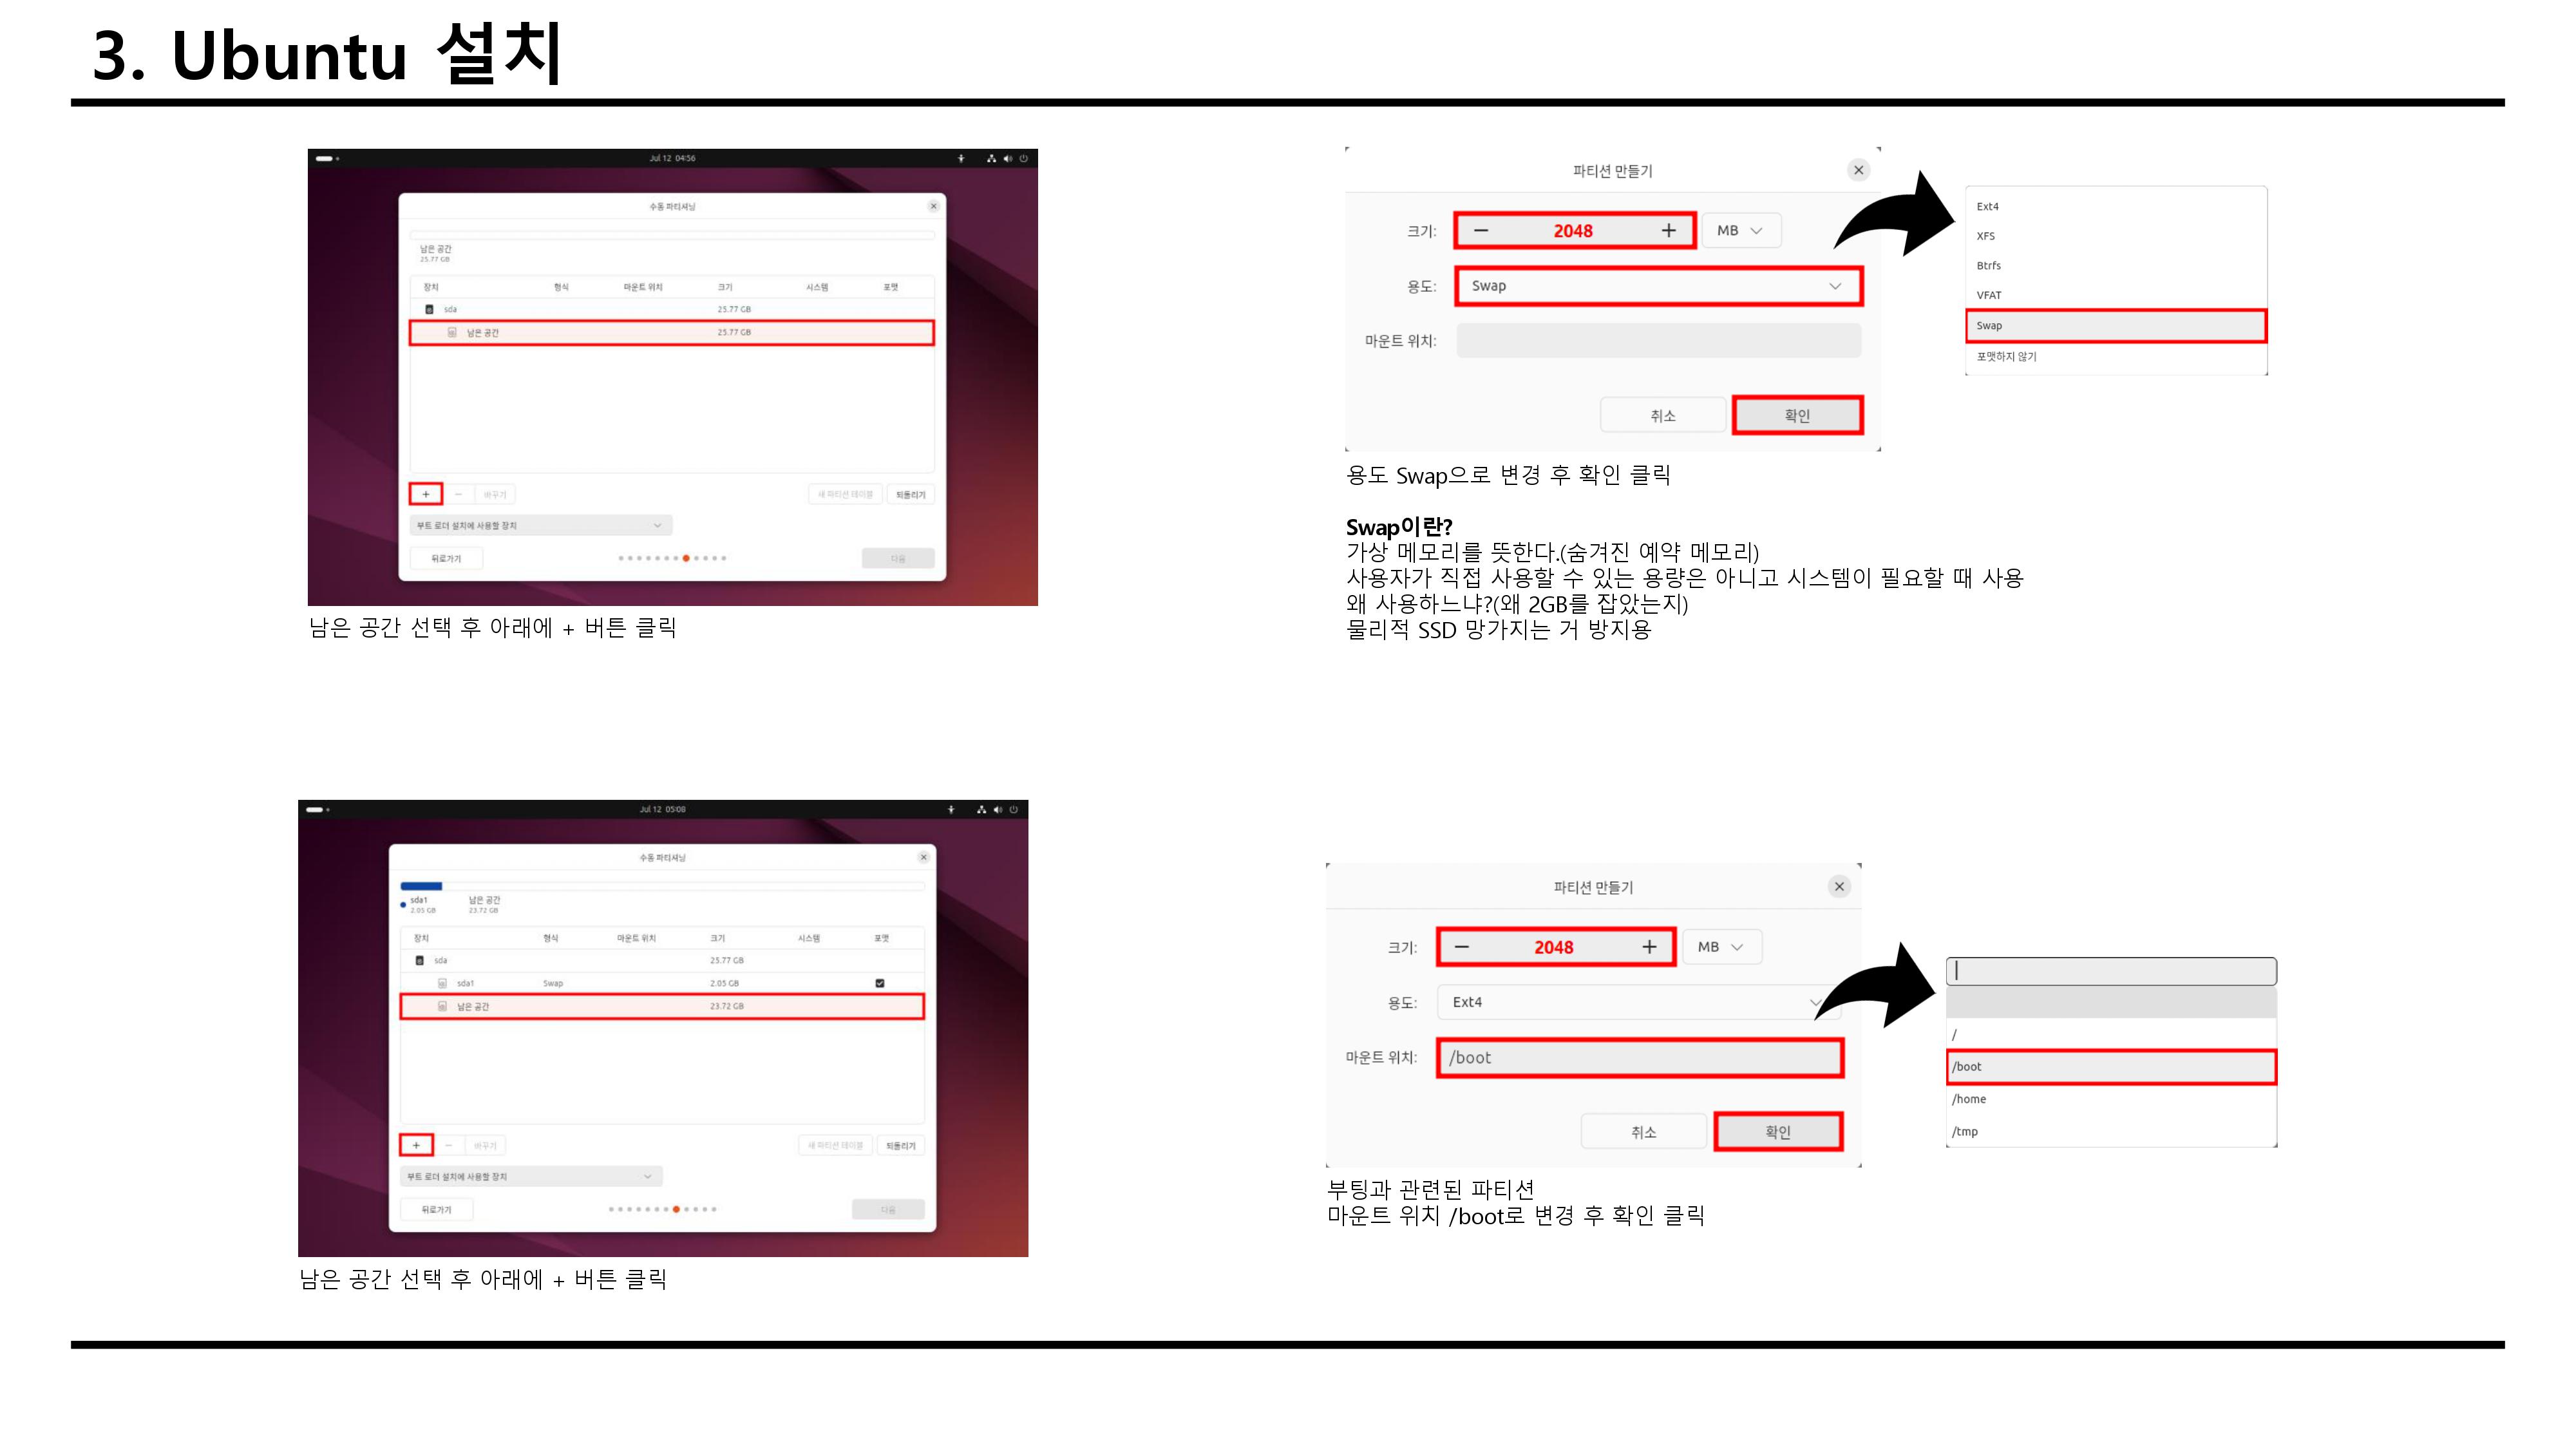 3. Ubuntu 설치
Jul 12 04:56
수동 파티셔닝
남은 공간
25.77 GB
장치 형식 마운트 위치 크기 시스템 포맷
sda 25.77 GB
남은 공간 25.77 GB
+ − 바꾸기 새 파티션 테이블 되돌리기
부트 로더 설치에 사용할 장치
뒤로가기 다음
남은 공간 선택 후 아래에 + 버튼 클릭
파티션 만들기
크기: − 2048 + MB
용도: Swap
마운트 위치:
취소 확인
Ext4
XFS
Btrfs
VFAT
Swap
포맷하지 않기
용도 Swap으로 변경 후 확인 클릭
Swap이란?
가상 메모리를 뜻한다.(숨겨진 예약 메모리)
사용자가 직접 사용할 수 있는 용량은 아니고 시스템이 필요할 때 사용
왜 사용하느냐?(왜 2GB를 잡았는지)
물리적 SSD 망가지는 거 방지용
Jul 12 05:08
수동 파티셔닝
sda1 남은 공간
2.05 GB 23.72 GB
장치 형식 마운트 위치 크기 시스템 포맷
sda 25.77 GB
sda1 Swap 2.05 GB
남은 공간 23.72 GB
+ − 바꾸기 새 파티션 테이블 되돌리기
부트 로더 설치에 사용할 장치
뒤로가기 다음
남은 공간 선택 후 아래에 + 버튼 클릭
파티션 만들기
크기: − 2048 + MB
용도: Ext4
마운트 위치: /boot
취소 확인
/
/boot
/home
/tmp
부팅과 관련된 파티션
마운트 위치 /boot로 변경 후 확인 클릭